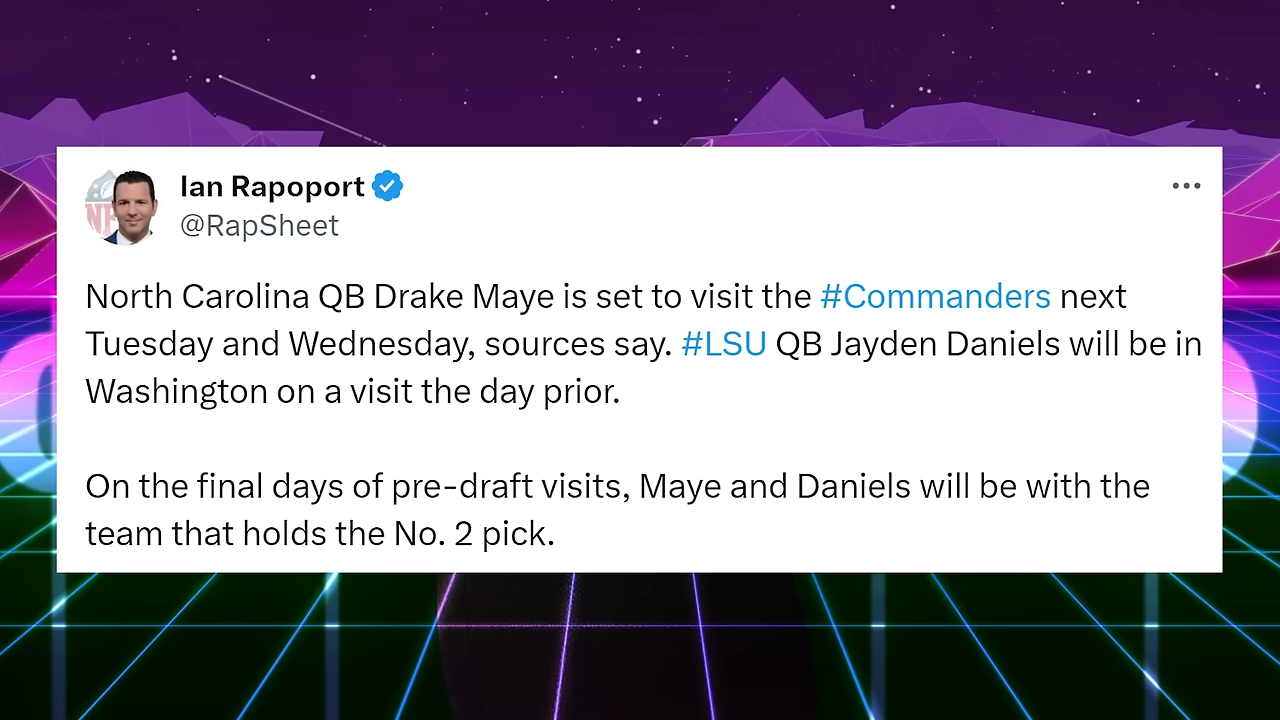 Ian Rapoport
@RapSheet
North Carolina QB Drake Maye is set to visit the #Commanders next
Tuesday and Wednesday, sources say. #LSU QB Jayden Daniels will be in
Washington on a visit the day prior.
On the final days of pre-draft visits, Maye and Daniels will be with the
team that holds the No. 2 pick.